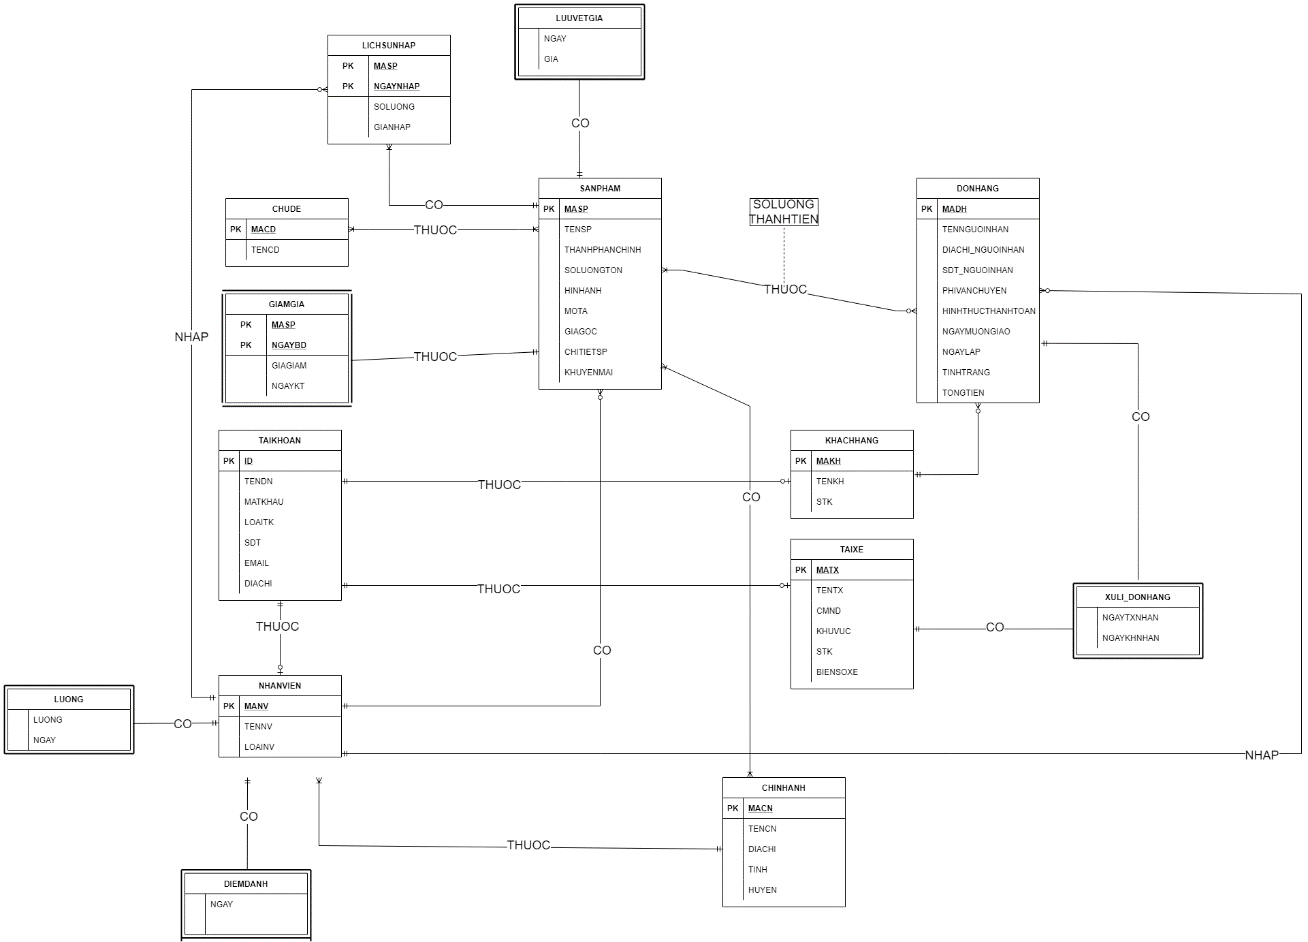 LUUVETGIA
NGAY
GIA
LICHSUNHAP
PK MASP
PK NGAYNHAP
SOLUONG
GIANHAP
CO
CO
CHUDE
PK MACD
TENCD
THUOC
SANPHAM
PK MASP
TENSP
THANHPHANCHINH
SOLUONGTON
HINHANH
MOTA
GIAGOC
CHITIETSP
KHUYENMAI
SOLUONG
THANHTIEN
THUOC
DONHANG
PK MADH
TENNGUOINHAN
DIACHI_NGUOINHAN
SDT_NGUOINHAN
PHIVANCHUYEN
HINHTHUCTHANHTOAN
NGAYMUONGIAO
NGAYLAP
TINHTRANG
TONGTIEN
NHAP
GIAMGIA
PK MASP
PK NGAYBD
GIAGIAM
NGAYKT
THUOC
CO
TAIKHOAN
PK ID
TENDN
MATKHAU
LOAITK
SDT
EMAIL
DIACHI
THUOC
KHACHHANG
PK MAKH
TENKH
STK
CO
THUOC
TAIXE
PK MATX
TENTX
CMND
KHUVUC
STK
BIENSOXE
CO
XULI_DONHANG
NGAYTXNHAN
NGAYKHNHAN
THUOC
CO
LUONG
LUONG
NGAY
CO
NHANVIEN
PK MANV
TENNV
LOAINV
NHAP
CO
THUOC
CHINHANH
PK MACN
TENCN
DIACHI
TINH
HUYEN
DIEMDANH
NGAY